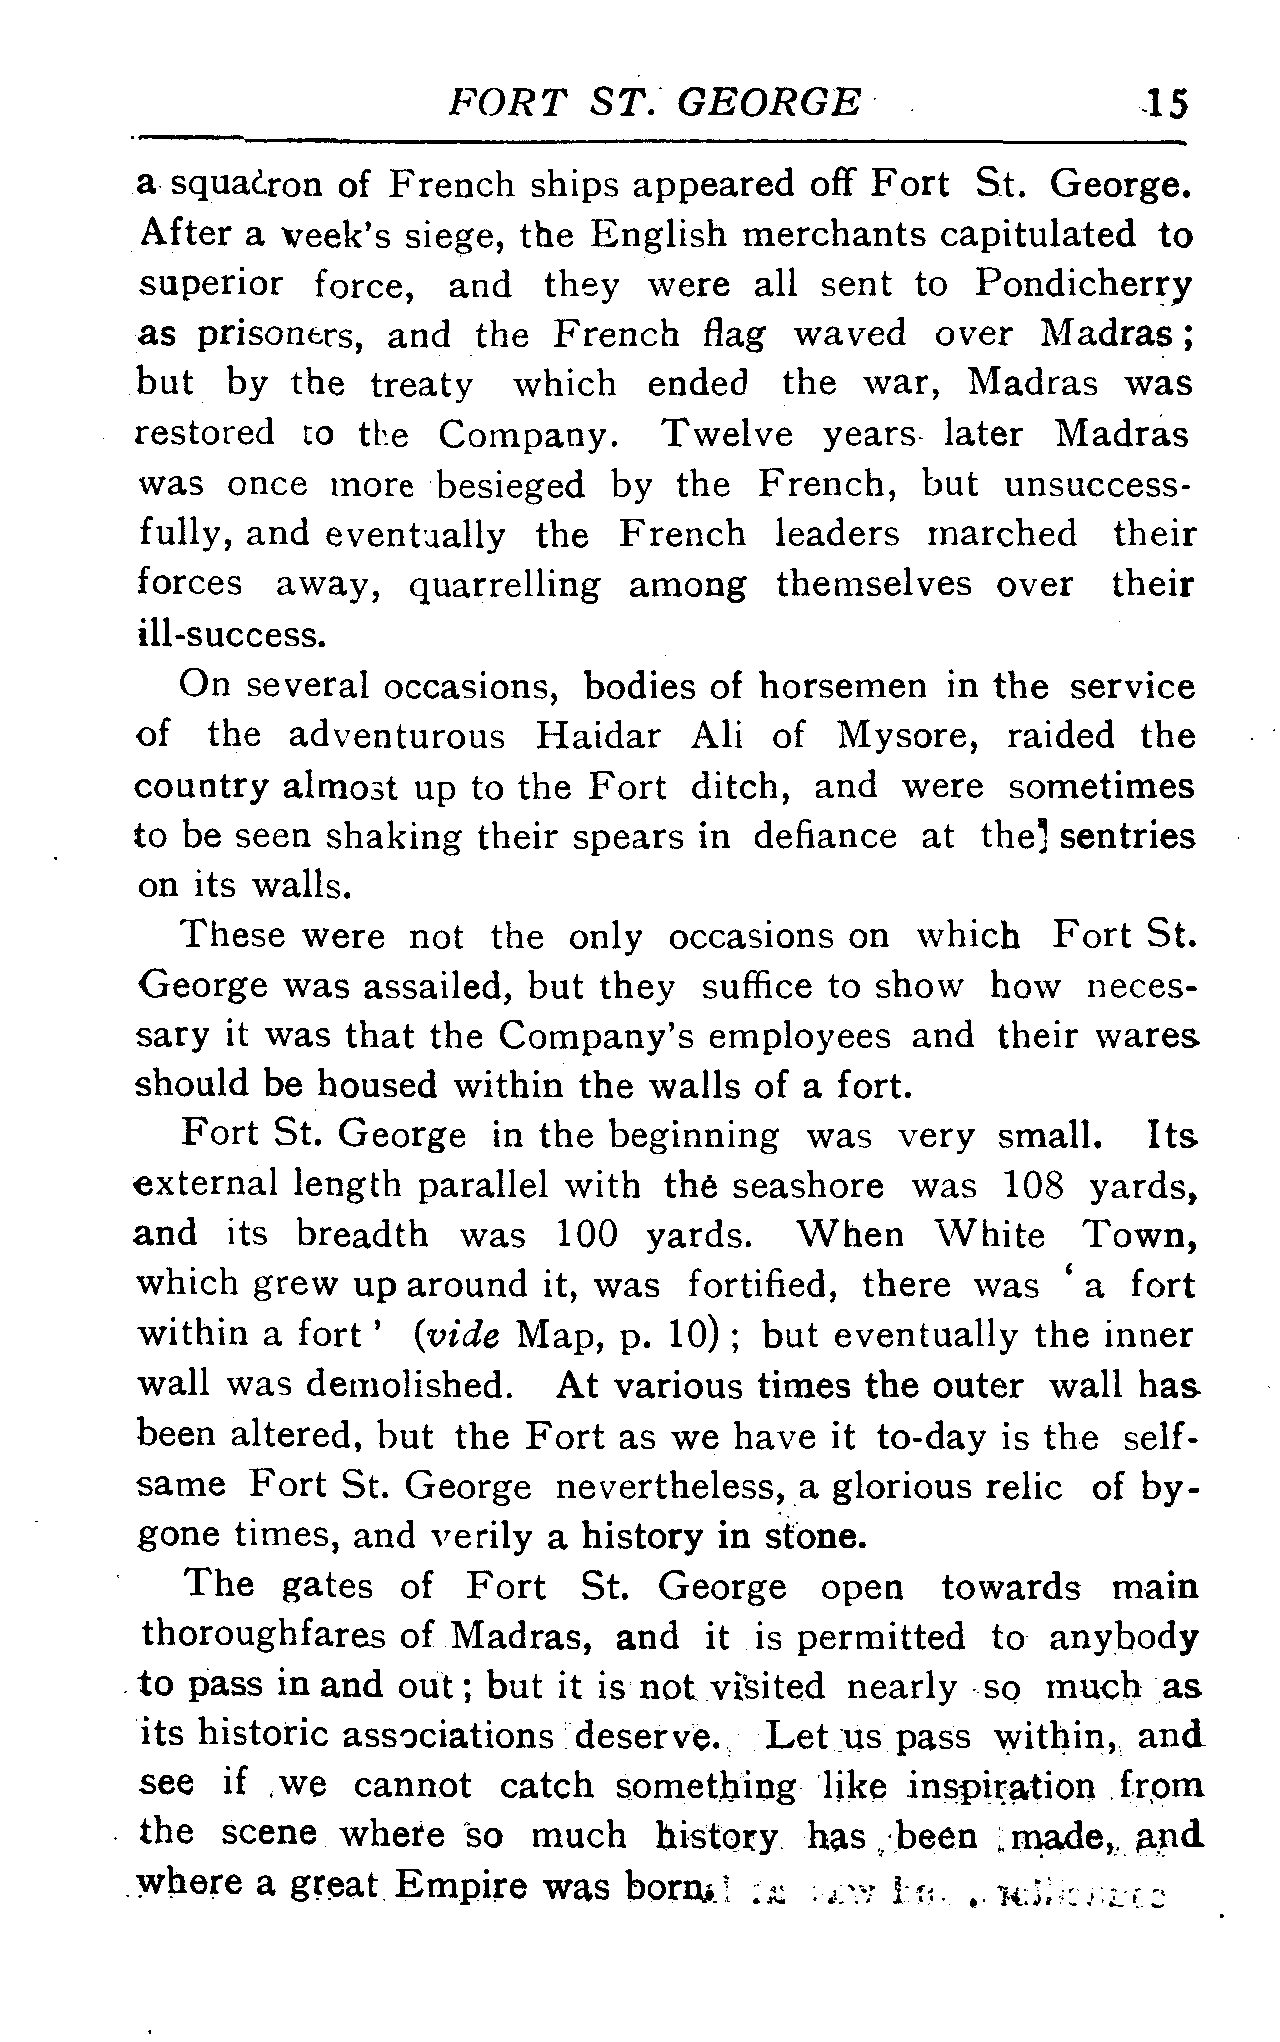 FORT ST. GEORGE 15
a squadron of French ships appeared off Fort St. George.
After a week's siege, the English merchants capitulated to
superior force, and they were all sent to Pondicherry
as prisoners, and the French flag waved over Madras;
but by the treaty which ended the war, Madras was
restored to the Company. Twelve years later Madras
was once more besieged by the French, but unsuccess-
fully, and eventually the French leaders marched their
forces away, quarrelling among themselves over their
ill-success.
On several occasions, bodies of horsemen in the service
of the adventurous Haidar Ali of Mysore, raided the
country almost up to the Fort ditch, and were sometimes
to be seen shaking their spears in defiance at the] sentries
on its walls.
These were not the only occasions on which Fort St.
George was assailed, but they suffice to show how neces-
sary it was that the Company's employees and their wares
should be housed within the walls of a fort.
Fort St. George in the beginning was very small. Its
external length parallel with the seashore was 108 yards,
and its breadth was 100 yards. When White Town,
which grew up around it, was fortified, there was ‘a fort
within a fort’ (vide Map, p. 10); but eventually the inner
wall was demolished. At various times the outer wall has
been altered, but the Fort as we have it to-day is the self-
same Fort St. George nevertheless, a glorious relic of by-
gone times, and verily a history in stone.
The gates of Fort St. George open towards main
thoroughfares of Madras, and it is permitted to anybody
to pass in and out; but it is not visited nearly so much as
its historic associations deserve. Let us pass within, and
see if we cannot catch something like inspiration from
the scene where so much history has been made, and
where a great Empire was born.